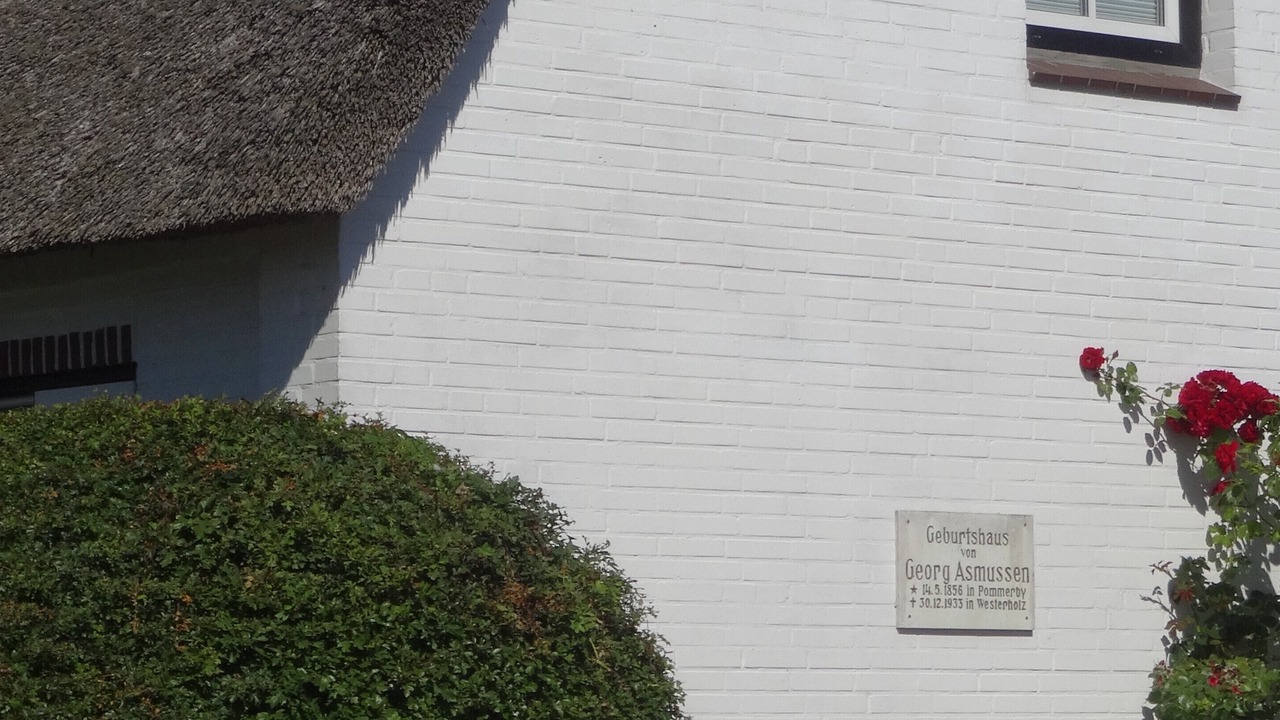 Geburtshaus
von
Georg Asmussen
★ 14.5.1856 in Pommerby
✝ 30.12.1933 in Westerholz